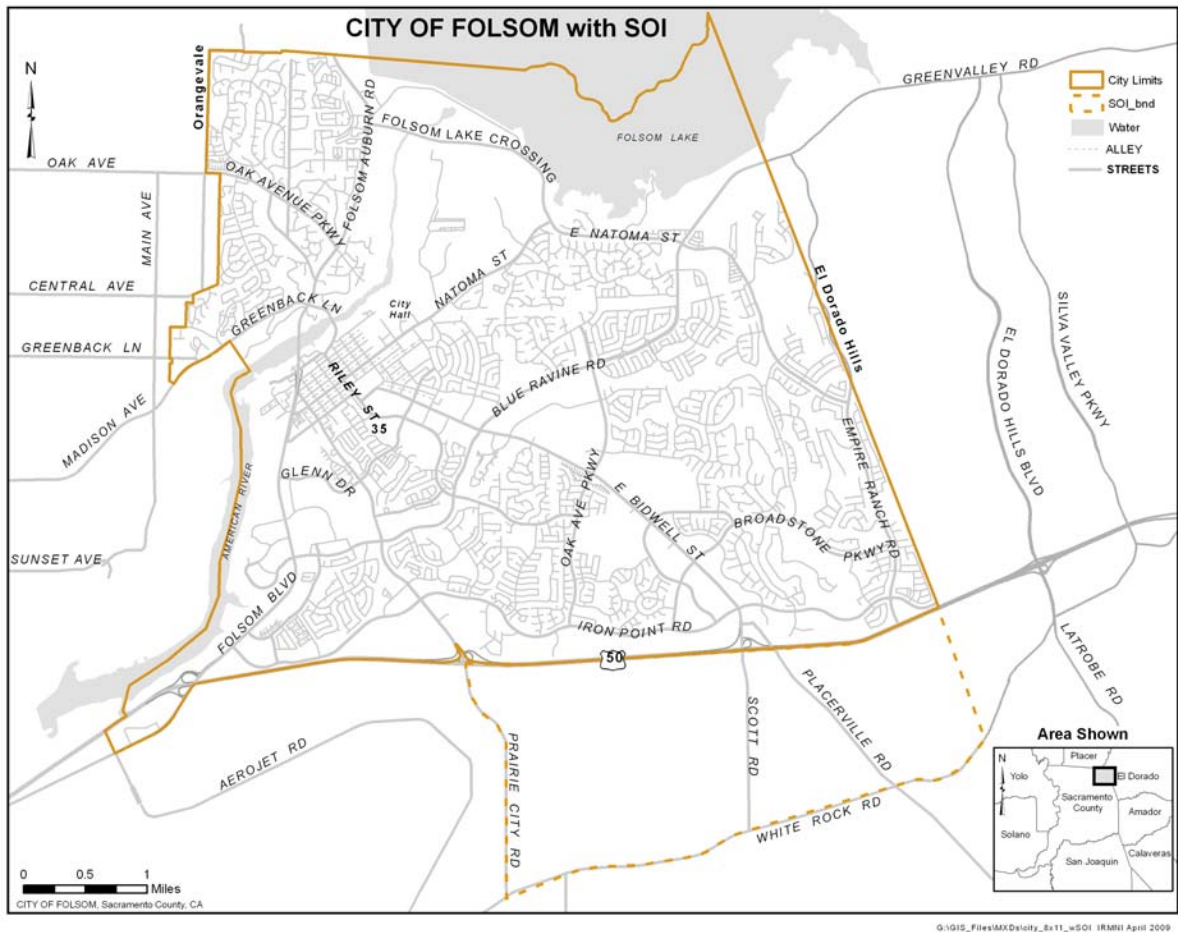 CITY OF FOLSOM with SOI
N
Orangevale
GREENVALLEY RD
City Limits
SOI_bnd
Water
ALLEY
STREETS
FOLSOM AUBURN RD
FOLSOM LAKE CROSSING
FOLSOM LAKE
OAK AVE
OAK AVENUE PKWY
MAIN AVE
E NATOMA ST
NATOMA ST
CENTRAL AVE
GREENBACK LN
City
Hall
El Dorado Hills
SILVA VALLEY PKWY
EL DORADO HILLS BLVD
GREENBACK LN
RILEY ST
35
BLUE RAVINE RD
MADISON AVE
EMPIRE RANCH RD
GLENN DR
AMERICAN RIVER
OAK AVE PKWY
E BIDWELL ST
BROADSTONE PKWY
SUNSET AVE
FOLSOM BLVD
IRON POINT RD
50
LATROBE RD
PLACERVILLE RD
SCOTT RD
PRAIRIE CITY RD
AEROJET RD
WHITE ROCK RD
Area Shown
N
Placer
Yolo
El Dorado
Sacramento
County
Amador
Solano
San Joaquin
Calaveras
0 0.5 1
Miles
CITY OF FOLSOM, Sacramento County, CA
G:\GIS_Files\MXDs\city_8x11_wSOI IRMNI April 2009